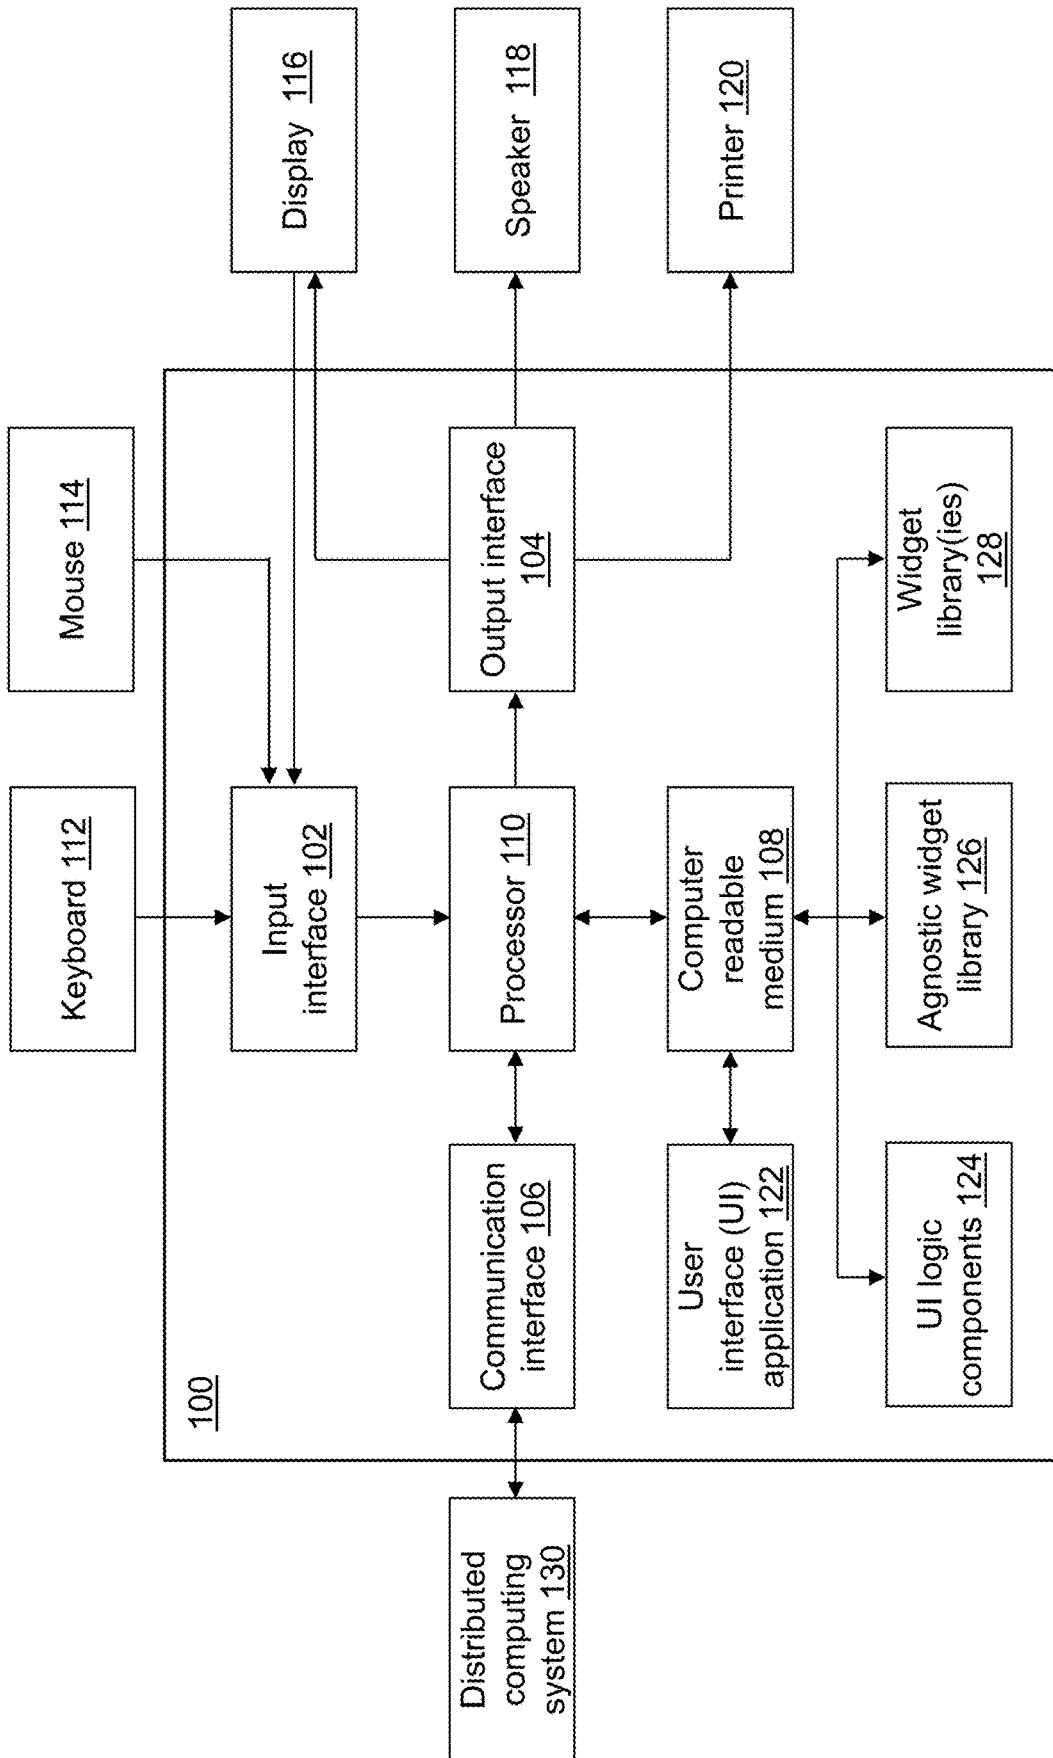 Keyboard 112
Mouse 114
100
Input
interface 102
Display 116
Distributed
computing
system 130
Communication
interface 106
Processor 110
Output interface
104
Speaker 118
User
interface (UI)
application 122
Computer
readable
medium 108
Printer 120
UI logic
components 124
Agnostic widget
library 126
Widget
library(ies)
128